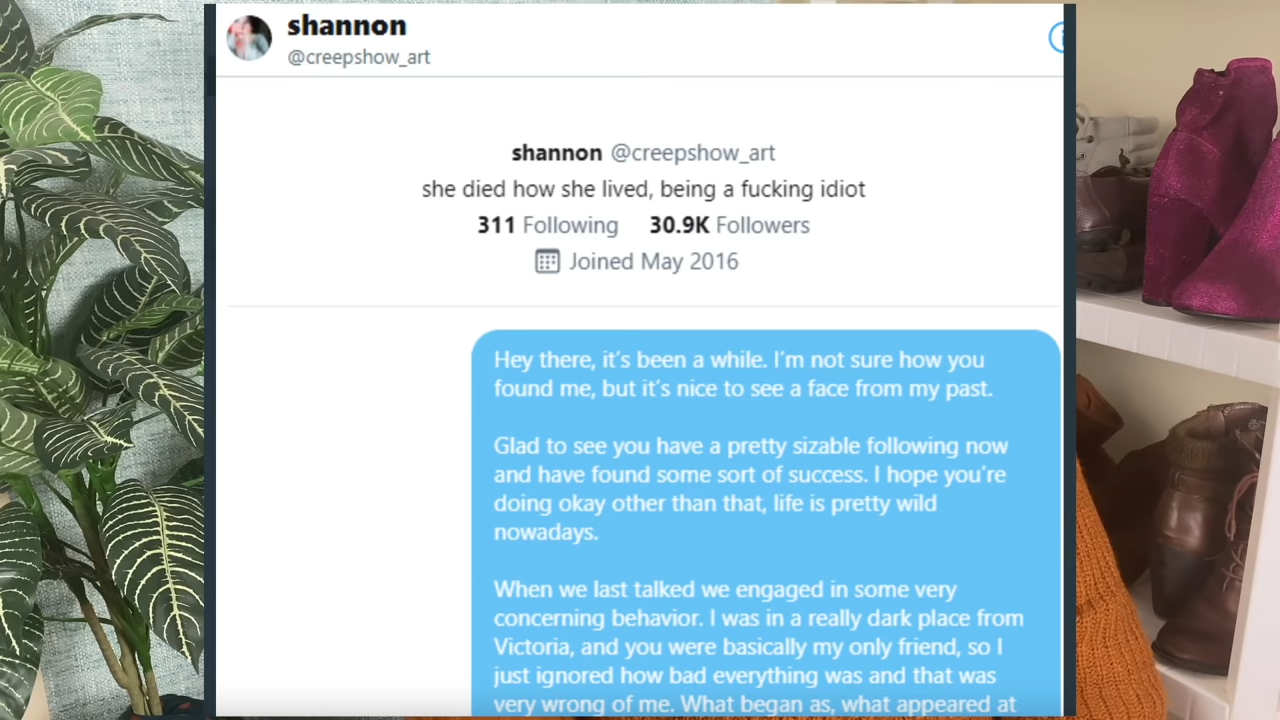 shannon
@creepshow_art
shannon @creepshow_art
she died how she lived, being a fucking idiot
311 Following 30.9K Followers
Joined May 2016
Hey there, it's been a while. I'm not sure how you
found me, but it's nice to see a face from my past.
Glad to see you have a pretty sizable following now
and have found some sort of success. I hope you're
doing okay other than that, life is pretty wild
nowadays.
When we last talked we engaged in some very
concerning behavior. I was in a really dark place from
Victoria, and you were basically my only friend, so I
just ignored how bad everything was and that was
very wrong of me. What began as, what appeared at